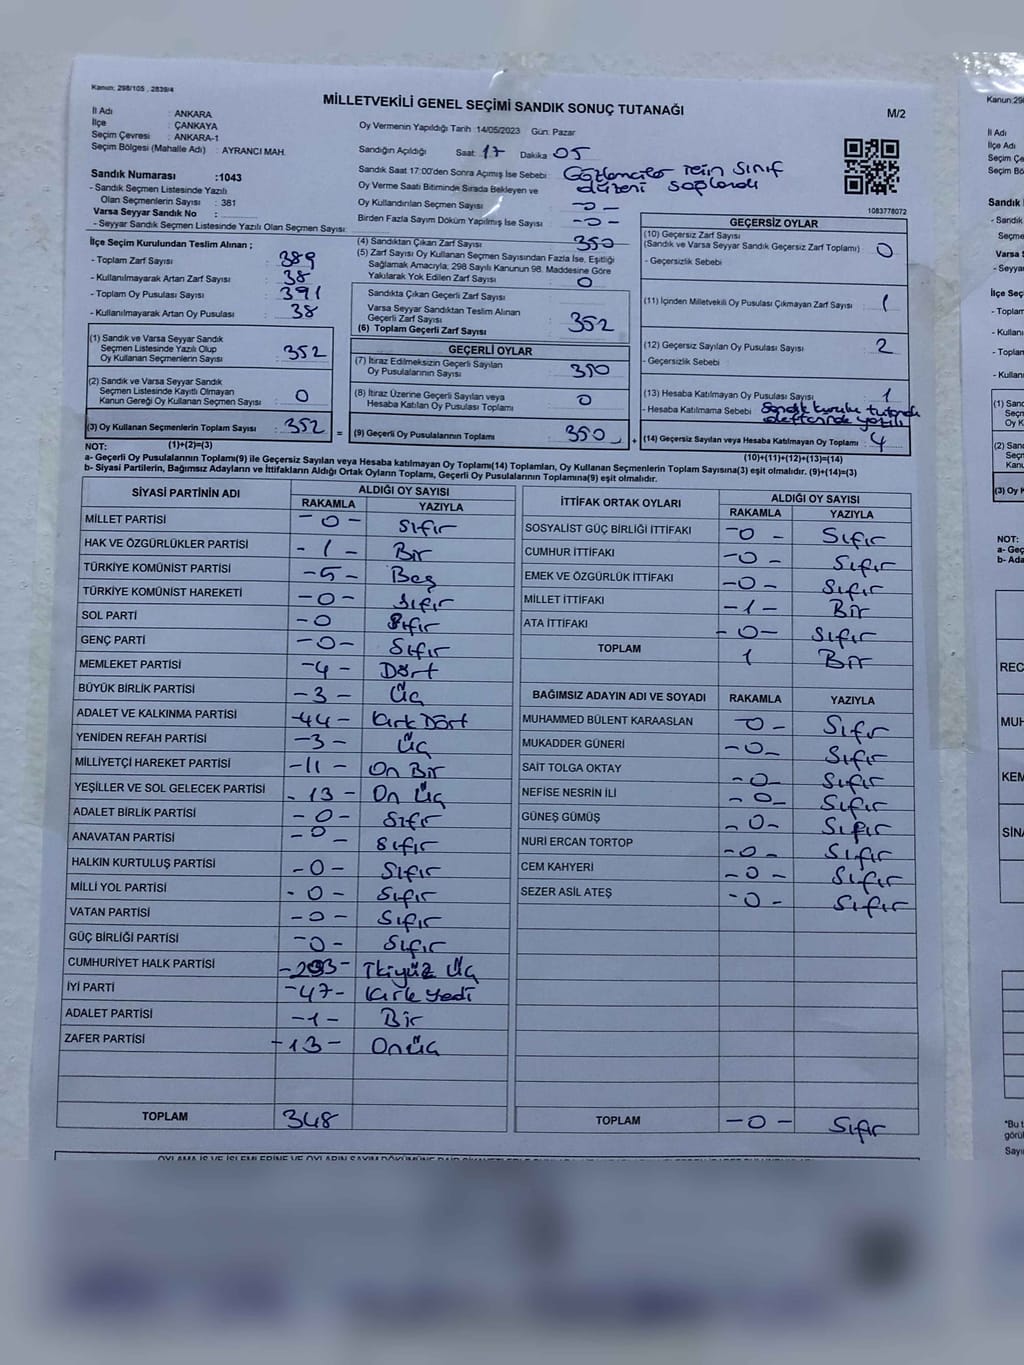 Kanun: 298/105 , 2839/4
MİLLETVEKİLİ GENEL SEÇİMİ SANDIK SONUÇ TUTANAĞI
M/2
İl Adı : ANKARA
İlçe : ÇANKAYA
Seçim Çevresi : ANKARA-1
Seçim Bölgesi (Mahalle Adı) : AYRANCI MAH.
Oy Vermenin Yapıldığı Tarih 14/05/2023 Gün: Pazar
Sandığın Açıldığı Saat: 17 Dakika 05
Sandık Saat 17:00'den Sonra Açımış İse Sebebi : Gözlemciler için sınıf
düzeni sağlandı
Oy Verme Saati Bitiminde Sırada Bekleyen ve
Oy Kullandırılan Seçmen Sayısı : -0-
Birden Fazla Sayım Döküm Yapılmış İse Sayısı : -0-
Sandık Numarası :1043
- Sandık Seçmen Listesinde Yazılı
Olan Seçmenlerin Sayısı : 381
Varsa Seyyar Sandık No :
- Seyyar Sandık Seçmen Listesinde Yazılı Olan Seçmen Sayısı:
1083778072
İlçe Seçim Kurulundan Teslim Alınan ;
- Toplam Zarf Sayısı : 389
- Kullanılmayarak Artan Zarf Sayısı : 38
- Toplam Oy Pusulası Sayısı : 391
- Kullanılmayarak Artan Oy Pusulası : 38
(1) Sandık ve Varsa Seyyar Sandık
Seçmen Listesinde Yazılı Olup
Oy Kullanan Seçmenlerin Sayısı : 352
(2) Sandık ve Varsa Seyyar Sandık
Seçmen Listesinde Kayıtlı Olmayan
Kanun Gereği Oy Kullanan Seçmen Sayısı : 0
(3) Oy Kullanan Seçmenlerin Toplam Sayısı : 352
(1)+(2)=(3)
(4) Sandıktan Çıkan Zarf Sayısı : 350
(5) Zarf Sayısı Oy Kullanan Seçmen Sayısından Fazla İse, Eşitliği
Sağlamak Amacıyla; 298 Sayılı Kanunun 98. Maddesine Göre
Yakılarak Yok Edilen Zarf Sayısı : 0
Sandıkta Çıkan Geçerli Zarf Sayısı :
Varsa Seyyar Sandıktan Teslim Alınan
Geçerli Zarf Sayısı :
(6) Toplam Geçerli Zarf Sayısı : 352
GEÇERLİ OYLAR
(7) İtiraz Edilmeksizin Geçerli Sayılan
Oy Pusulalarının Sayısı : 350
(8) İtiraz Üzerine Geçerli Sayılan veya
Hesaba Katılan Oy Pusulası Toplamı : 0
= (9) Geçerli Oy Pusulalarının Toplamı : 350
GEÇERSİZ OYLAR
(10) Geçersiz Zarf Sayısı
(Sandık ve Varsa Seyyar Sandık Geçersiz Zarf Toplamı) : 0
- Geçersizlik Sebebi
(11) İçinden Milletvekili Oy Pusulası Çıkmayan Zarf Sayısı : 1
(12) Geçersiz Sayılan Oy Pusulası Sayısı : 2
- Geçersizlik Sebebi
(13) Hesaba Katılmayan Oy Pusulası Sayısı : 1
- Hesaba Katılmama Sebebi Sandık kurulu tutanak
defterinde yazılı
+ (14) Geçersiz Sayılan veya Hesaba Katılmayan Oy Toplamı : 4
(10)+(11)+(12)+(13)=(14)
NOT:
a- Geçerli Oy Pusulalarının Toplamı(9) ile Geçersiz Sayılan veya Hesaba katılmayan Oy Toplamı(14) Toplamları, Oy Kullanan Seçmenlerin Toplam Sayısına(3) eşit olmalıdır. (9)+(14)=(3)
b- Siyasi Partilerin, Bağımsız Adayların ve İttifakların Aldığı Ortak Oyların Toplamı, Geçerli Oy Pusulalarının Toplamına(9) eşit olmalıdır.
SİYASİ PARTİNİN ADI ALDIĞI OY SAYISI
RAKAMLA YAZIYLA
MİLLET PARTİSİ -0- Sıfır
HAK VE ÖZGÜRLÜKLER PARTİSİ -1- Bir
TÜRKİYE KOMÜNİST PARTİSİ -5- Beş
TÜRKİYE KOMÜNİST HAREKETİ -0- Sıfır
SOL PARTİ -0 Sıfır
GENÇ PARTİ -0- Sıfır
MEMLEKET PARTİSİ -4- Dört
BÜYÜK BİRLİK PARTİSİ -3- Üç
ADALET VE KALKINMA PARTİSİ -44- Kırk Dört
YENİDEN REFAH PARTİSİ -3- Üç
MİLLİYETÇİ HAREKET PARTİSİ -11- On Bir
YEŞİLLER VE SOL GELECEK PARTİSİ -13- On Üç
ADALET BİRLİK PARTİSİ -0- Sıfır
ANAVATAN PARTİSİ -0- Sıfır
HALKIN KURTULUŞ PARTİSİ -0- Sıfır
MİLLİ YOL PARTİSİ -0- Sıfır
VATAN PARTİSİ -0- Sıfır
GÜÇ BİRLİĞİ PARTİSİ -0- Sıfır
CUMHURİYET HALK PARTİSİ -203- İkiyüz Üç
İYİ PARTİ -47- Kırk yedi
ADALET PARTİSİ -1- Bir
ZAFER PARTİSİ -13- On üç
TOPLAM 348
İTTİFAK ORTAK OYLARI ALDIĞI OY SAYISI
RAKAMLA YAZIYLA
SOSYALİST GÜÇ BİRLİĞİ İTTİFAKI -0- Sıfır
CUMHUR İTTİFAKI -0- Sıfır
EMEK VE ÖZGÜRLÜK İTTİFAKI -0- Sıfır
MİLLET İTTİFAKI -1- Bir
ATA İTTİFAKI -0- Sıfır
TOPLAM 1 Bir
BAĞIMSIZ ADAYIN ADI VE SOYADI RAKAMLA YAZIYLA
MUHAMMED BÜLENT KARAASLAN -0- Sıfır
MUKADDER GÜNERİ -0- Sıfır
SAİT TOLGA OKTAY -0- Sıfır
NEFİSE NESRİN İLİ -0- Sıfır
GÜNEŞ GÜMÜŞ -0- Sıfır
NURİ ERCAN TORTOP -0- Sıfır
CEM KAHYERİ -0- Sıfır
SEZER ASİL ATEŞ -0- Sıfır
TOPLAM -0- Sıfır